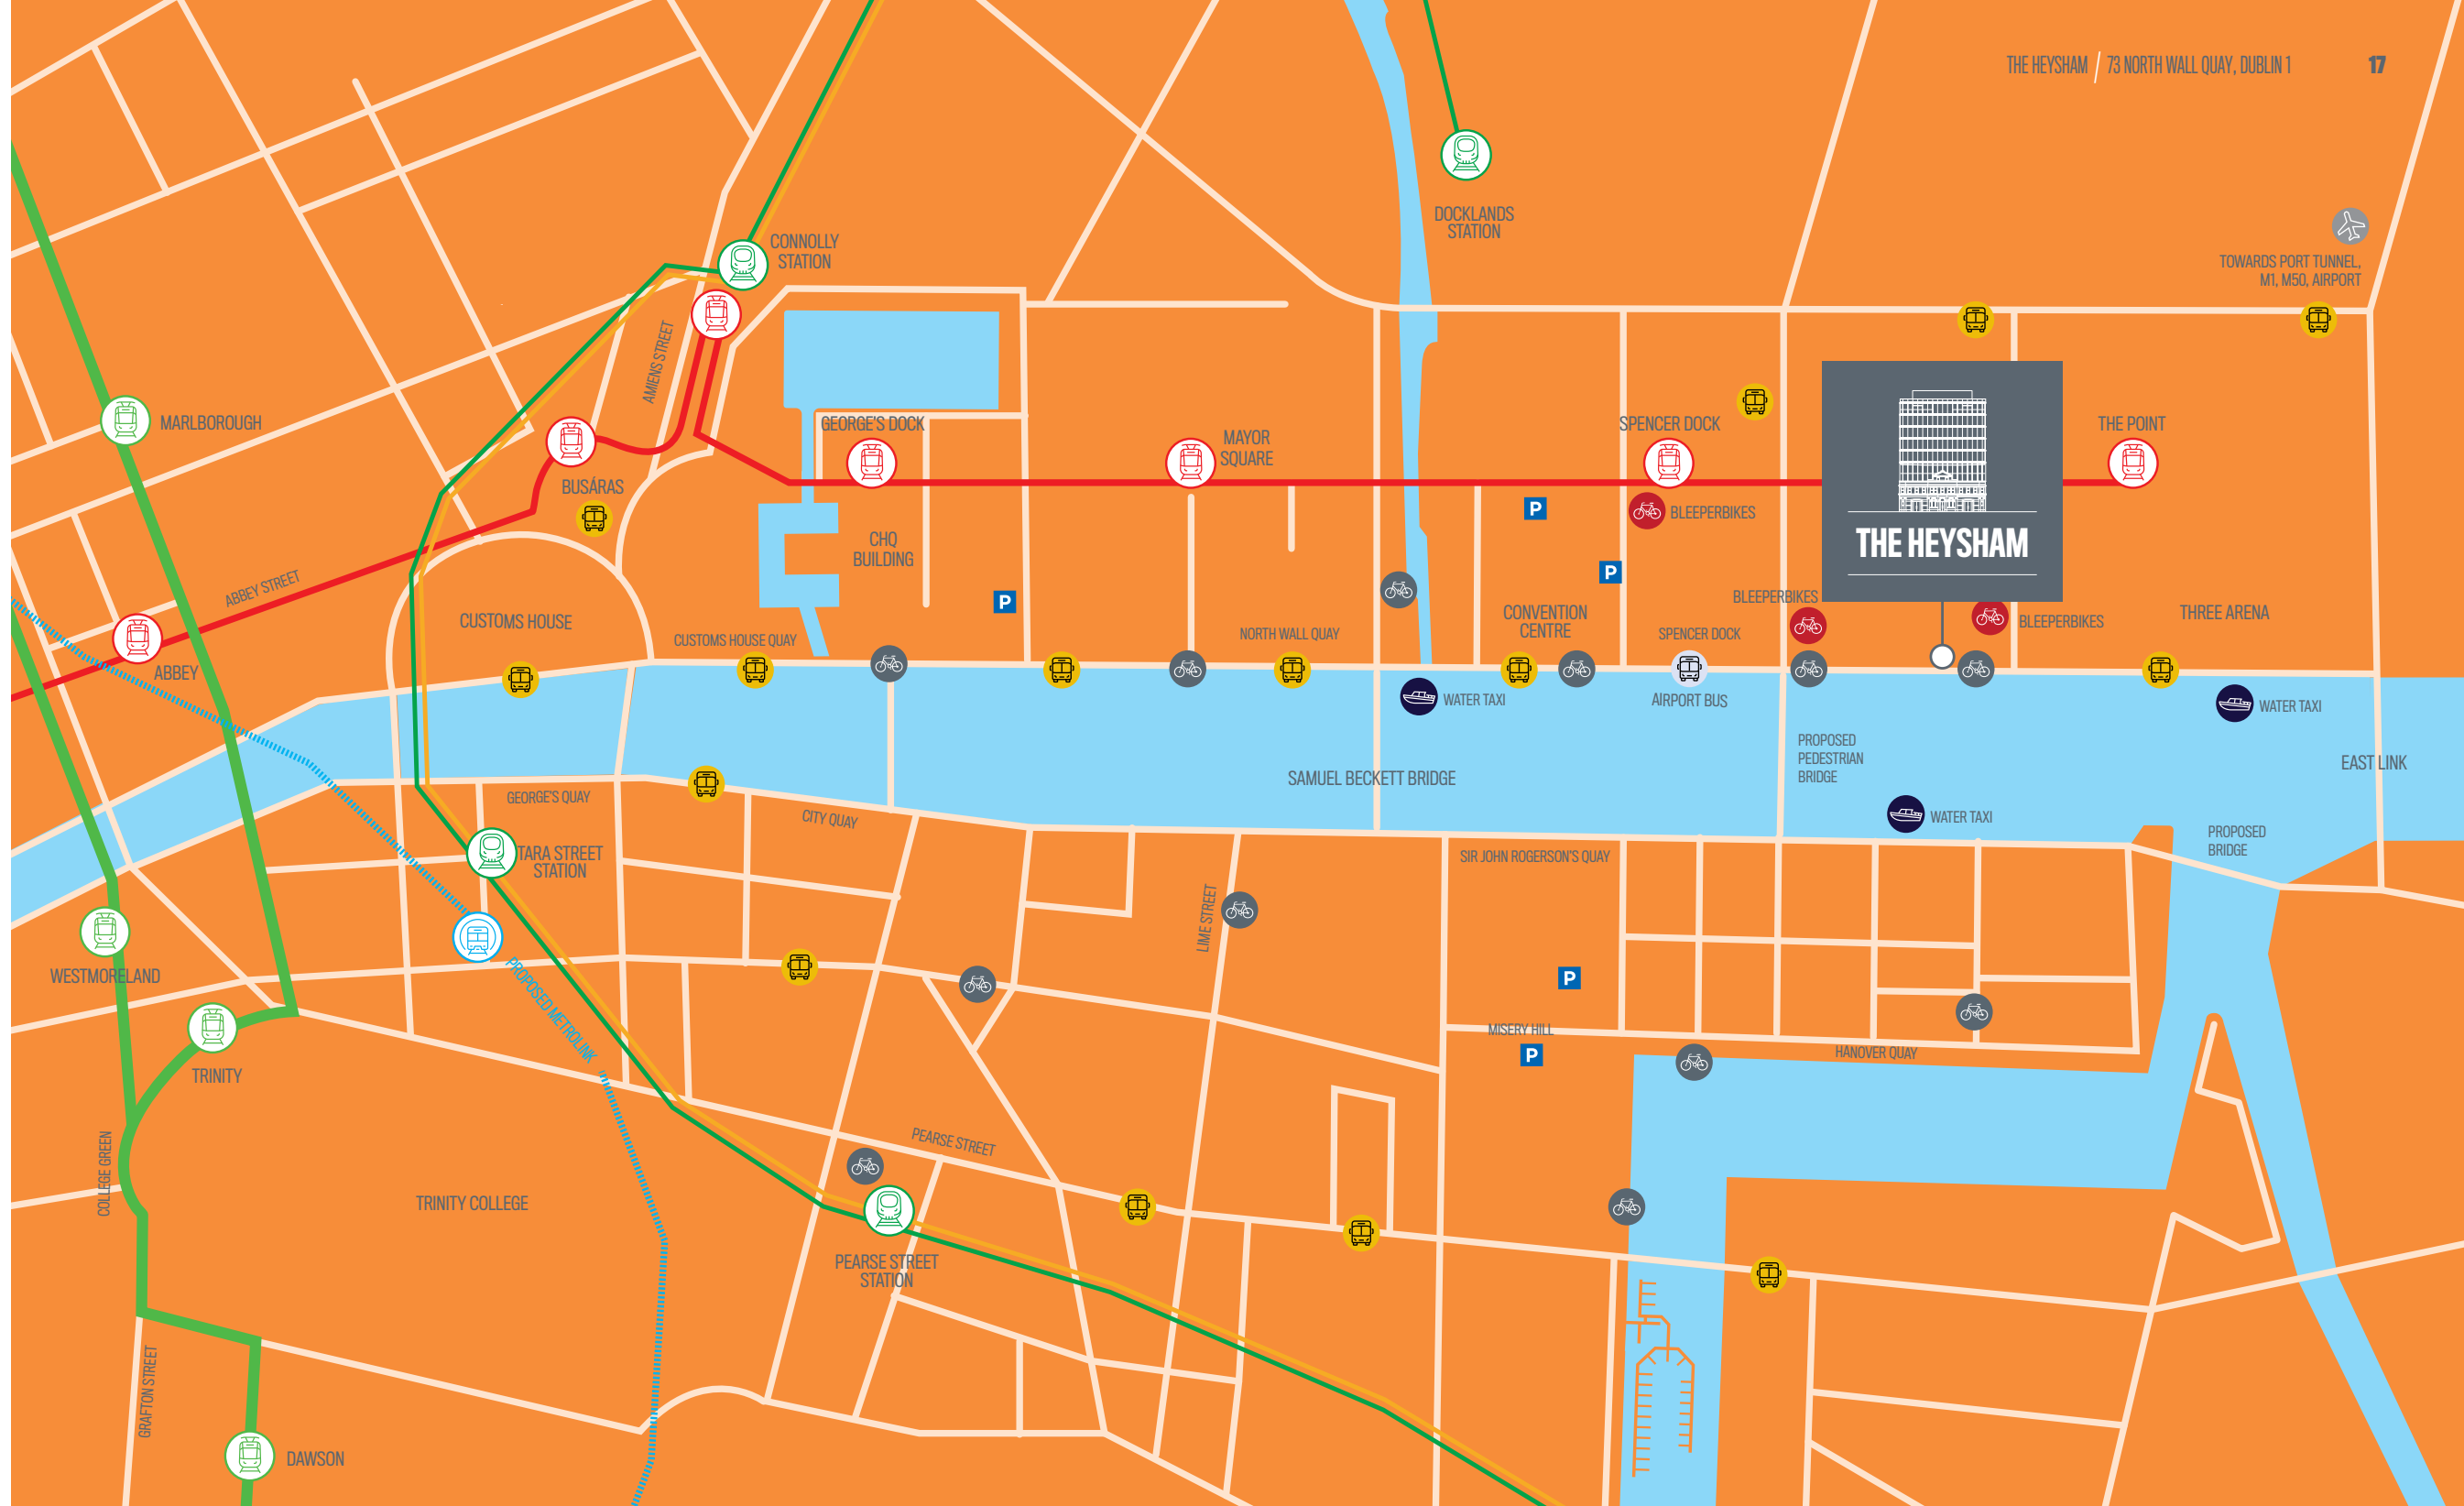 THE HEYSHAM / 73 NORTH WALL QUAY, DUBLIN 1 17
DOCKLANDS
STATION
CONNOLLY
STATION
TOWARDS PORT TUNNEL,
M1, M50, AIRPORT
AMIENS STREET
MARLBOROUGH
GEORGE'S DOCK
MAYOR
SQUARE
SPENCER DOCK
THE POINT
BUSÁRAS
P
BLEEPERBIKES
THE HEYSHAM
CHQ
BUILDING
P
ABBEY STREET
P
BLEEPERBIKES
CUSTOMS HOUSE
CUSTOMS HOUSE QUAY
NORTH WALL QUAY
CONVENTION
CENTRE
SPENCER DOCK
BLEEPERBIKES
THREE ARENA
ABBEY
WATER TAXI
AIRPORT BUS
WATER TAXI
PROPOSED
PEDESTRIAN
BRIDGE
EAST LINK
SAMUEL BECKETT BRIDGE
GEORGE'S QUAY
CITY QUAY
WATER TAXI
PROPOSED
BRIDGE
TARA STREET
STATION
SIR JOHN ROGERSON'S QUAY
LIME STREET
WESTMORELAND
PROPOSED METROLINK
P
MISERY HILL
P
HANOVER QUAY
TRINITY
COLLEGE GREEN
PEARSE STREET
TRINITY COLLEGE
PEARSE STREET
STATION
GRAFTON STREET
DAWSON